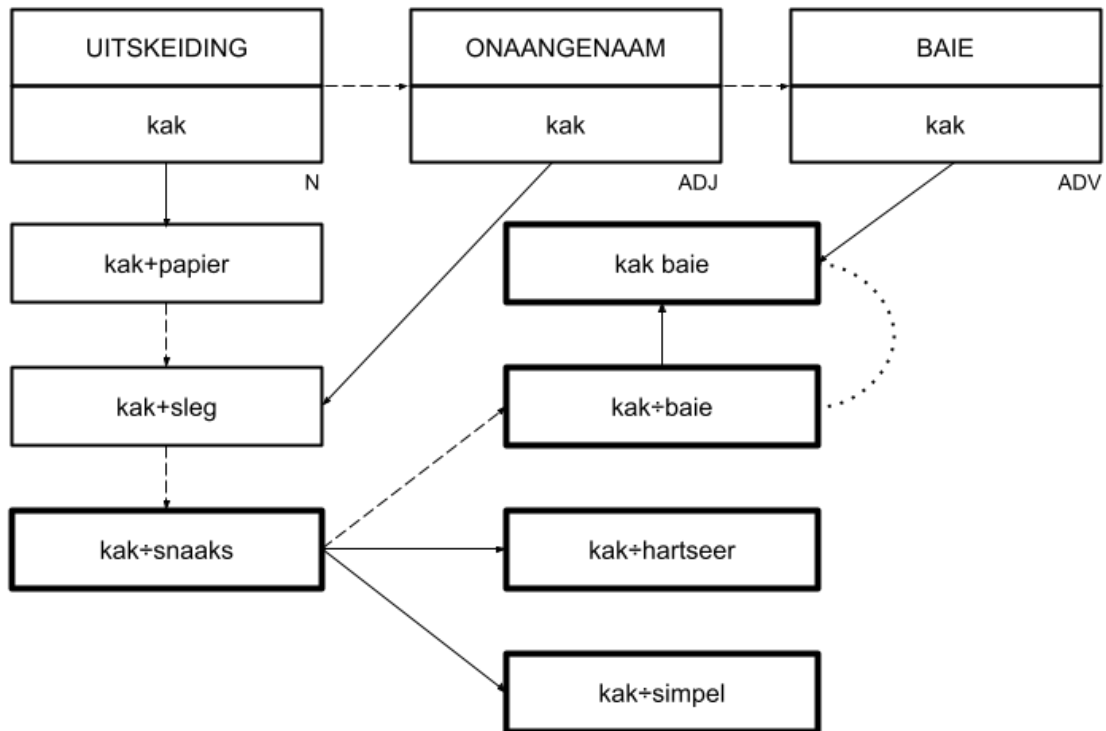 UITSKEIDING
ONAANGENAAM
BAIE
kak
kak
kak
N
ADJ
ADV
kak+papier
kak baie
kak+sleg
kak÷baie
kak÷snaaks
kak÷hartseer
kak÷simpel